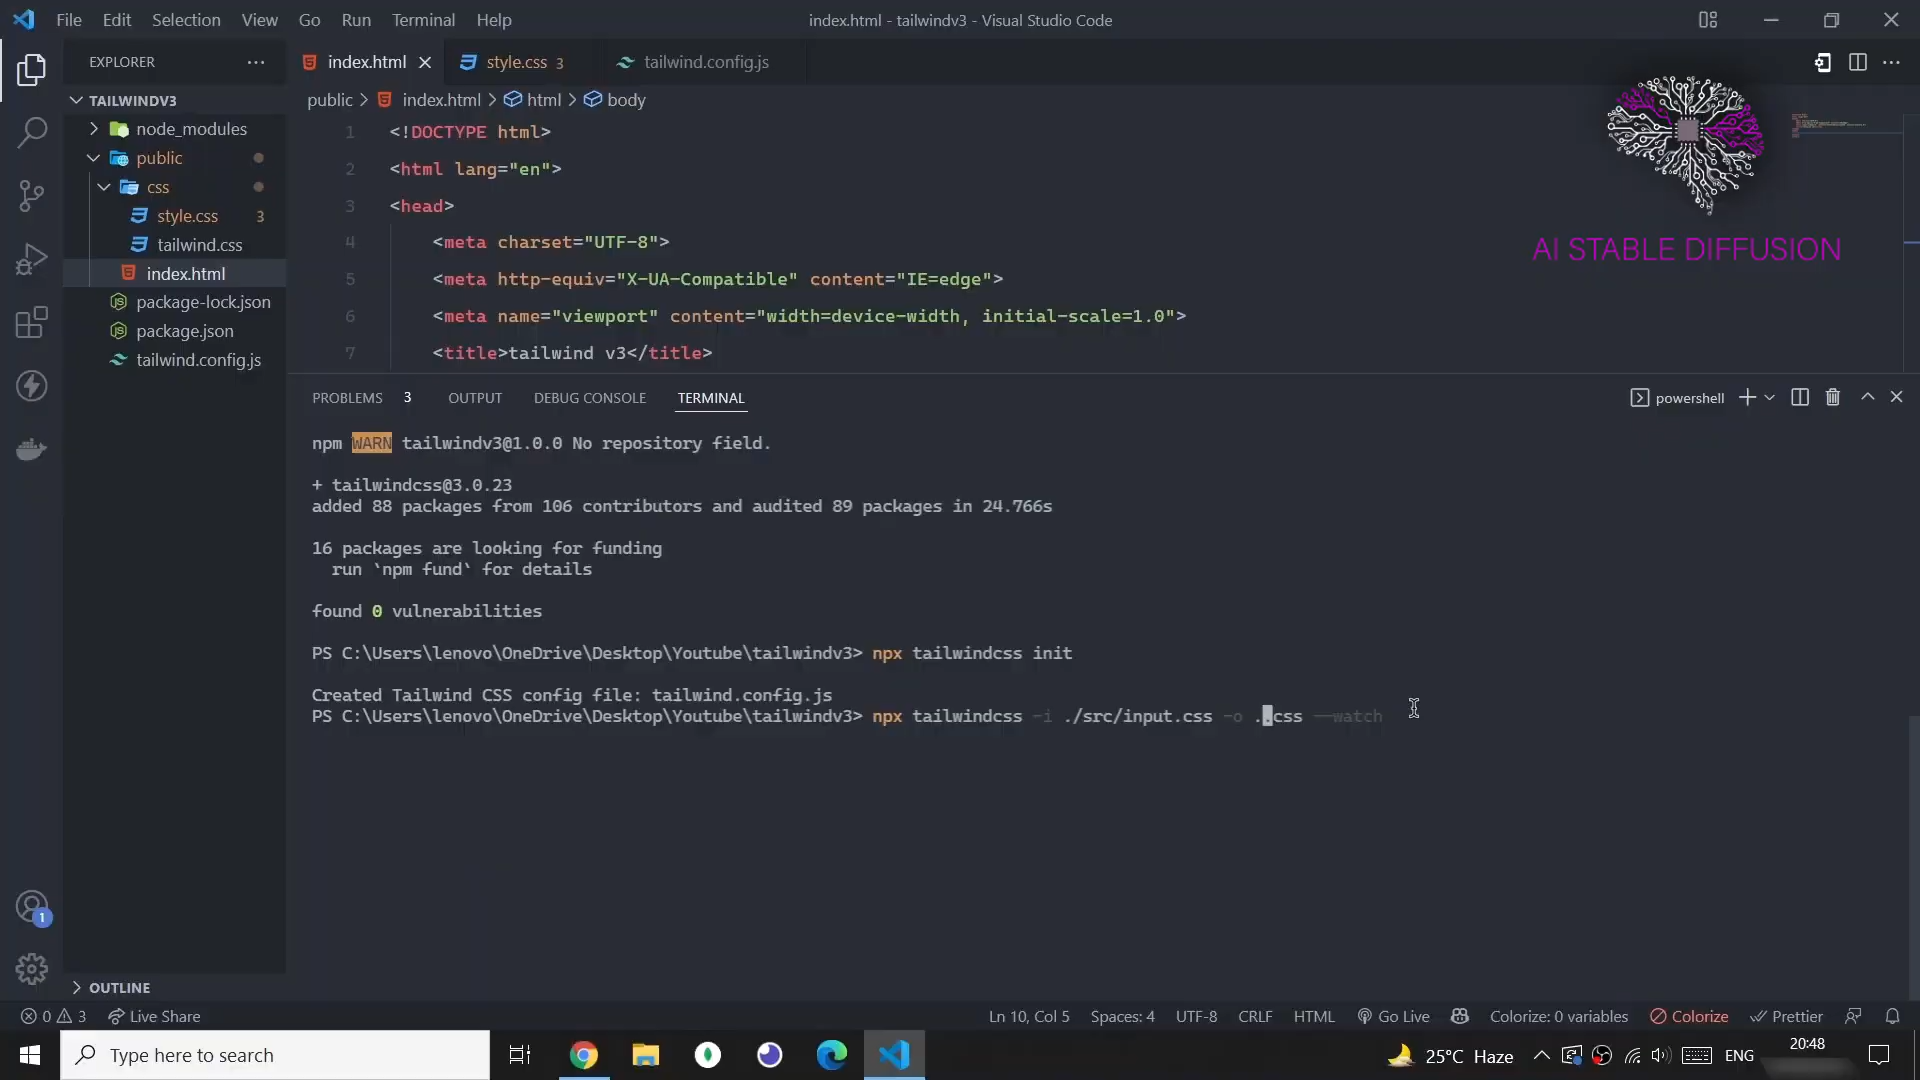 File Edit Selection View Go Run Terminal Help
index.html - tailwindv3 - Visual Studio Code
EXPLORER
index.html
style.css 3
tailwind.config.js
TAILWINDV3
node_modules
public
css
style.css 3
tailwind.css
index.html
package-lock.json
package.json
tailwind.config.js
public > index.html > html > body
1 <!DOCTYPE html>
2 <html lang="en">
3 <head>
4 <meta charset="UTF-8">
5 <meta http-equiv="X-UA-Compatible" content="IE=edge">
6 <meta name="viewport" content="width=device-width, initial-scale=1.0">
7 <title>tailwind v3</title>
AI STABLE DIFFUSION
PROBLEMS 3 OUTPUT DEBUG CONSOLE TERMINAL
powershell
npm WARN tailwindv3@1.0.0 No repository field.
+ tailwindcss@3.0.23
added 88 packages from 106 contributors and audited 89 packages in 24.766s
16 packages are looking for funding
run `npm fund` for details
found 0 vulnerabilities
PS C:\Users\lenovo\OneDrive\Desktop\Youtube\tailwindv3> npx tailwindcss init
Created Tailwind CSS config file: tailwind.config.js
PS C:\Users\lenovo\OneDrive\Desktop\Youtube\tailwindv3> npx tailwindcss -i ./src/input.css -o ..css --watch
1
OUTLINE
0 3 Live Share
Ln 10, Col 5 Spaces: 4 UTF-8 CRLF HTML Go Live Colorize: 0 variables Colorize Prettier
Type here to search
25°C Haze
ENG
20:48